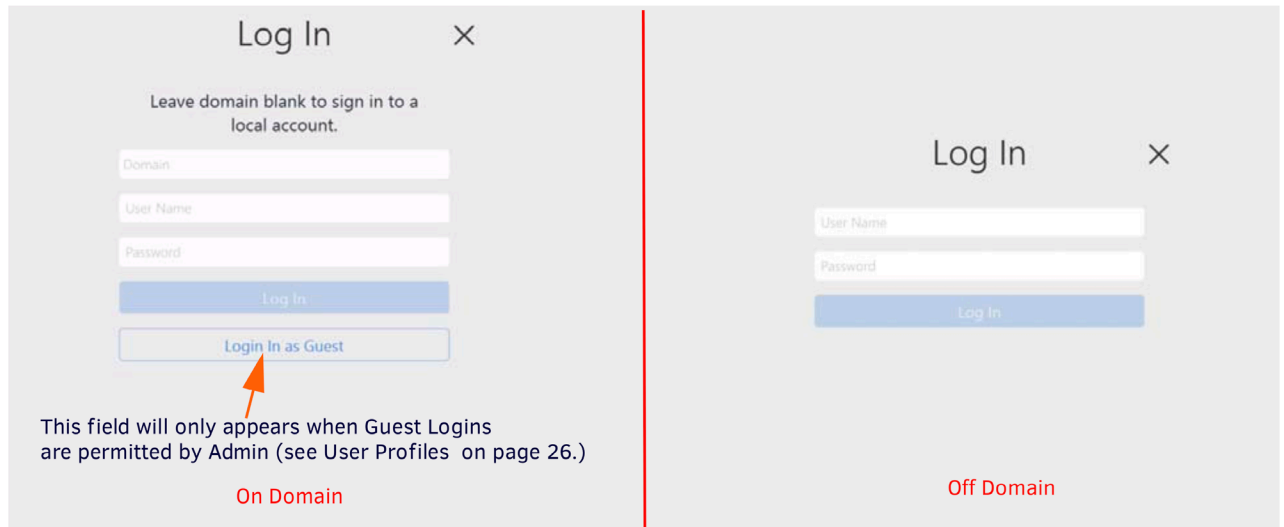 Log In
Leave domain blank to sign in to a
local account.
Domain
User Name
Password
Log In
Login In as Guest
This field will only appears when Guest Logins
are permitted by Admin (see User Profiles on page 26.)
On Domain
Log In
User Name
Password
Log In
Off Domain